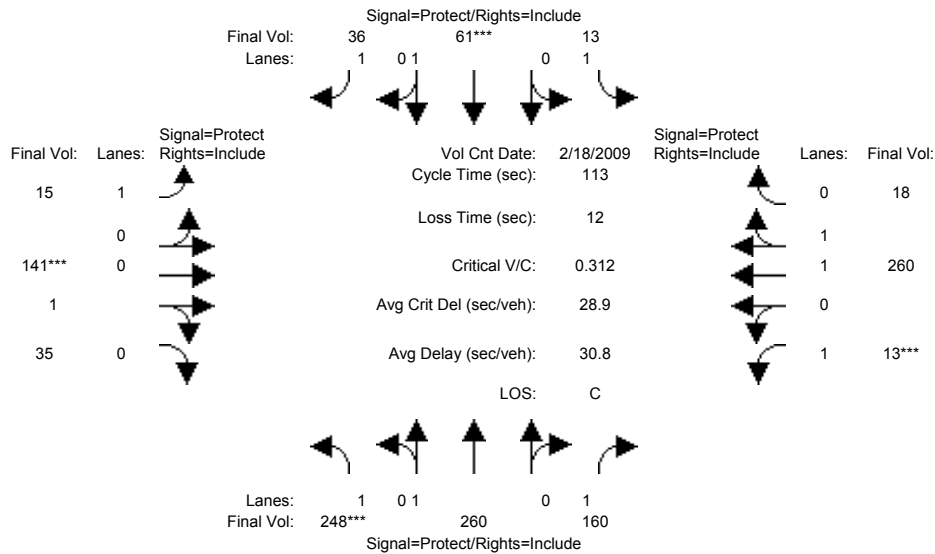 Signal=Protect/Rights=Include
Final Vol: 36 61*** 13
Lanes: 1 0 1 0 1
Signal=Protect
Final Vol: Lanes: Rights=Include
Vol Cnt Date: 2/18/2009
Signal=Protect
Rights=Include Lanes: Final Vol:
Cycle Time (sec): 113
15 1
0 18
Loss Time (sec): 12
0
1
141*** 0
Critical V/C: 0.312
1 260
1 0
Avg Crit Del (sec/veh): 28.9
0
35 0
Avg Delay (sec/veh): 30.8
1 13***
LOS: C
Lanes: 1 0 1 0 1
Final Vol: 248*** 260 160
Signal=Protect/Rights=Include